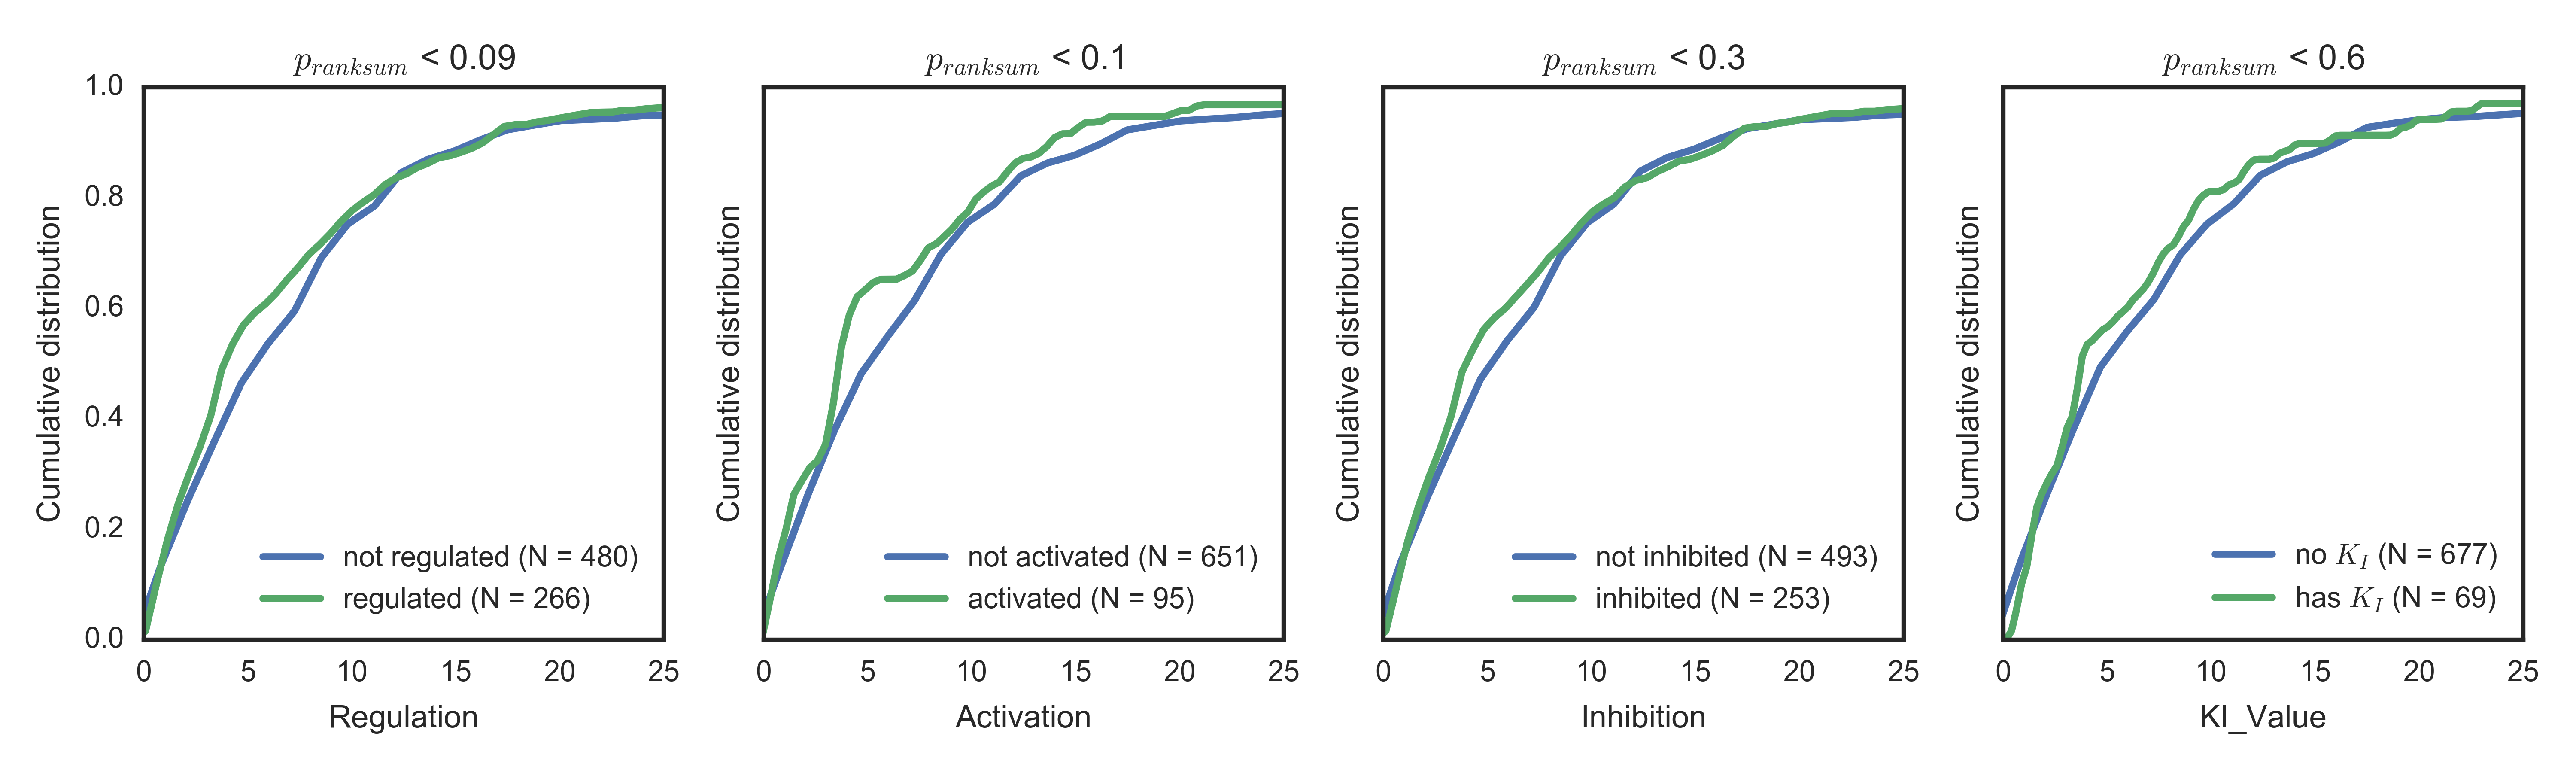 p_ranksum < 0.09
1.0
0.8
0.6
0.4
0.2
0.0
Cumulative distribution
not regulated (N = 480)
regulated (N = 266)
0 5 10 15 20 25
Regulation
p_ranksum < 0.1
Cumulative distribution
not activated (N = 651)
activated (N = 95)
0 5 10 15 20 25
Activation
p_ranksum < 0.3
Cumulative distribution
not inhibited (N = 493)
inhibited (N = 253)
0 5 10 15 20 25
Inhibition
p_ranksum < 0.6
Cumulative distribution
no K_I (N = 677)
has K_I (N = 69)
0 5 10 15 20 25
KI_Value